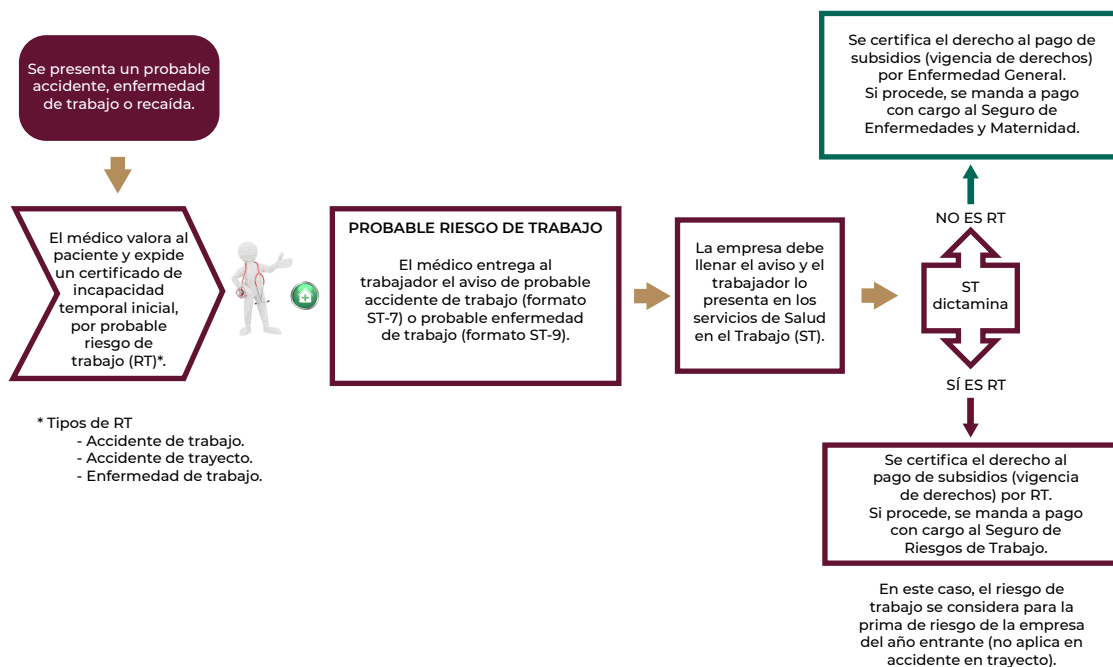 Se presenta un probable
accidente, enfermedad
de trabajo o recaída.
El médico valora al
paciente y expide
un certificado de
incapacidad
temporal inicial,
por probable
riesgo de
trabajo (RT)*.
* Tipos de RT
- Accidente de trabajo.
- Accidente de trayecto.
- Enfermedad de trabajo.
PROBABLE RIESGO DE TRABAJO
El médico entrega al
trabajador el aviso de probable
accidente de trabajo (formato
ST-7) o probable enfermedad
de trabajo (formato ST-9).
La empresa debe
llenar el aviso y el
trabajador lo
presenta en los
servicios de Salud
en el Trabajo (ST).
ST
dictamina
NO ES RT
Se certifica el derecho al pago de
subsidios (vigencia de derechos)
por Enfermedad General.
Si procede, se manda a pago
con cargo al Seguro de
Enfermedades y Maternidad.
SÍ ES RT
Se certifica el derecho al
pago de subsidios (vigencia
de derechos) por RT.
Si procede, se manda a pago
con cargo al Seguro de
Riesgos de Trabajo.
En este caso, el riesgo de
trabajo se considera para la
prima de riesgo de la empresa
del año entrante (no aplica en
accidente en trayecto).